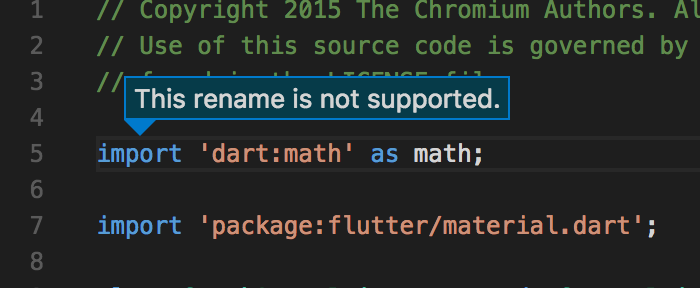 1 // Copyright 2015 The Chromium Authors. Al
2 // Use of this source code is governed by
3 //
This rename is not supported.
4
5 import 'dart:math' as math;
6
7 import 'package:flutter/material.dart';
8